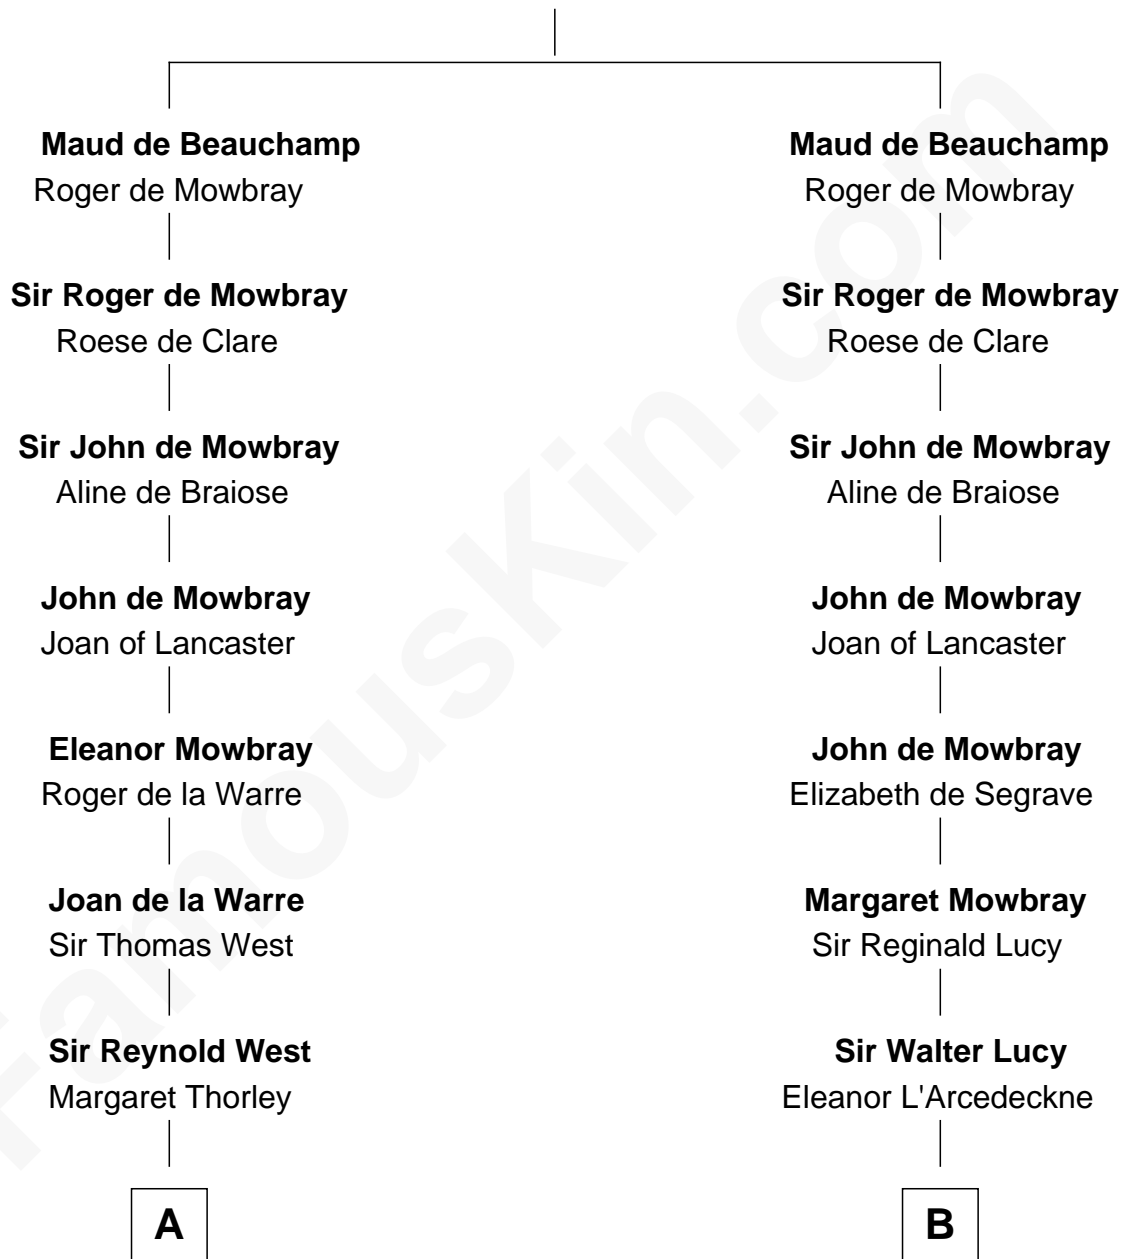 Maud de Beauchamp
Roger de Mowbray
Sir Roger de Mowbray
Roese de Clare
Sir John de Mowbray
Aline de Braiose
John de Mowbray
Joan of Lancaster
Eleanor Mowbray
Roger de la Warre
Joan de la Warre
Sir Thomas West
Sir Reynold West
Margaret Thorley
A
Maud de Beauchamp
Roger de Mowbray
Sir Roger de Mowbray
Roese de Clare
Sir John de Mowbray
Aline de Braiose
John de Mowbray
Joan of Lancaster
John de Mowbray
Elizabeth de Segrave
Margaret Mowbray
Sir Reginald Lucy
Sir Walter Lucy
Eleanor L'Arcedeckne
B
FamousKin.com